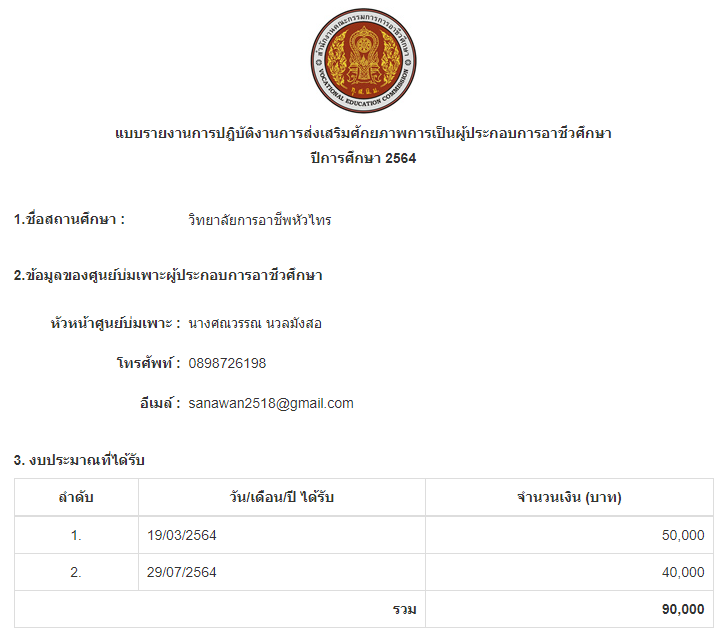 สำนักงานคณะกรรมการการอาชีวศึกษา
VOCATIONAL EDUCATION COMMISSION
แบบรายงานการปฏิบัติงานการส่งเสริมศักยภาพการเป็นผู้ประกอบการอาชีวศึกษา
ปีการศึกษา 2564
1.ชื่อสถานศึกษา : วิทยาลัยการอาชีพหัวไทร
2.ข้อมูลของศูนย์บ่มเพาะผู้ประกอบการอาชีวศึกษา
หัวหน้าศูนย์บ่มเพาะ : นางศณวรรณ นวลมังสอ
โทรศัพท์ : 0898726198
อีเมล์ : sanawan2518@gmail.com
3. งบประมาณที่ได้รับ
ลำดับ วัน/เดือน/ปี ได้รับ จำนวนเงิน (บาท)
1. 19/03/2564 50,000
2. 29/07/2564 40,000
รวม 90,000